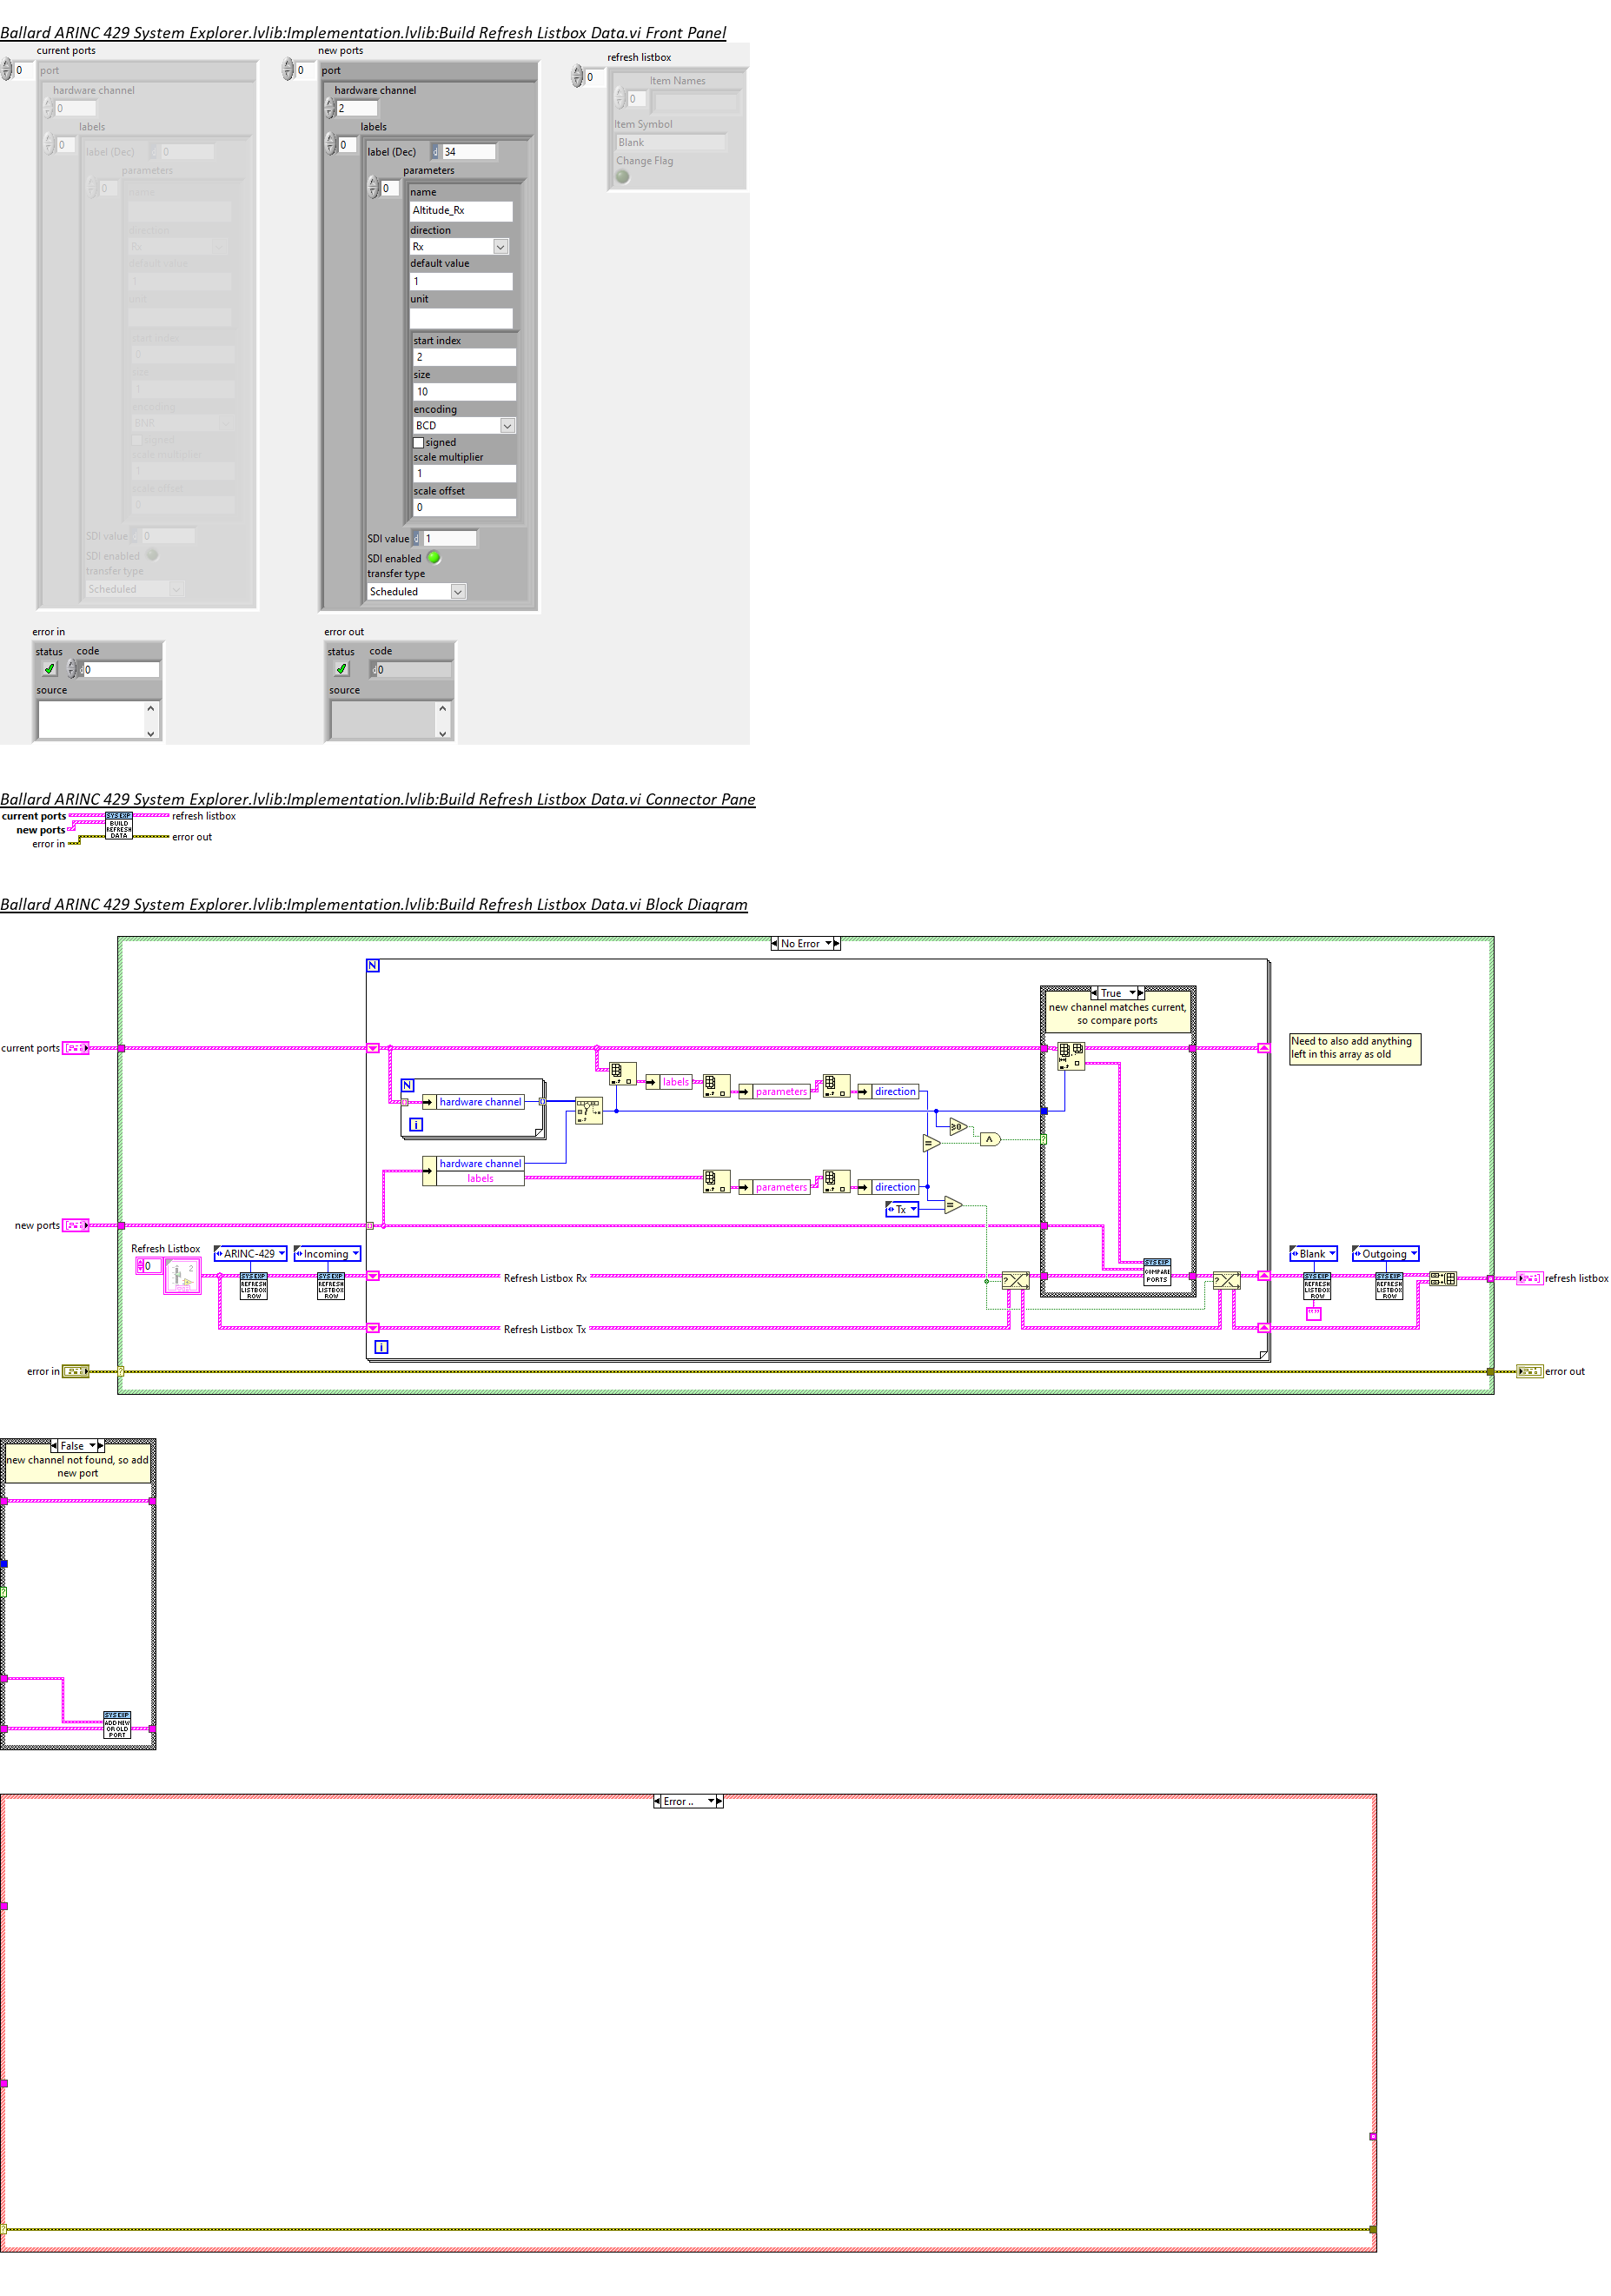 Ballard ARINC 429 System Explorer.lvlib:Implementation.lvlib:Build Refresh Listbox Data.vi Front Panel
current ports
0
port
hardware channel
0
labels
0
label (Dec) d 0
parameters
0
name
direction
Rx
default value
1
unit
start index
0
size
1
encoding
BNR
signed
scale multiplier
1
scale offset
0
SDI value d 0
SDI enabled
transfer type
Scheduled
new ports
0
port
hardware channel
2
labels
0
label (Dec) d 34
parameters
0
name
Altitude_Rx
direction
Rx
default value
1
unit
start index
2
size
10
encoding
BCD
signed
scale multiplier
1
scale offset
0
SDI value d 1
SDI enabled
transfer type
Scheduled
refresh listbox
0
Item Names
0
Item Symbol
Blank
Change Flag
error in
status code
d 0
source
error out
status code
d 0
source
Ballard ARINC 429 System Explorer.lvlib:Implementation.lvlib:Build Refresh Listbox Data.vi Connector Pane
current ports
new ports
error in
SYS EXP
BUILD
REFRESH
DATA
refresh listbox
error out
Ballard ARINC 429 System Explorer.lvlib:Implementation.lvlib:Build Refresh Listbox Data.vi Block Diagram
No Error
N
True
new channel matches current,
so compare ports
Need to also add anything
left in this array as old
current ports
labels
parameters
direction
N
hardware channel
i
≥0
=
hardware channel
labels
parameters
direction
Tx
=
new ports
Refresh Listbox
0
ARINC-429
Incoming
SYS EXP
REFRESH
LISTBOX
ROW
SYS EXP
REFRESH
LISTBOX
ROW
Refresh Listbox Rx
SYS EXP
COMPARE
PORTS
Blank
Outgoing
SYS EXP
REFRESH
LISTBOX
ROW
SYS EXP
REFRESH
LISTBOX
ROW
refresh listbox
Refresh Listbox Tx
i
error in
error out
False
new channel not found, so add
new port
SYS EXP
ADD NEW
OR OLD
PORT
Error ..